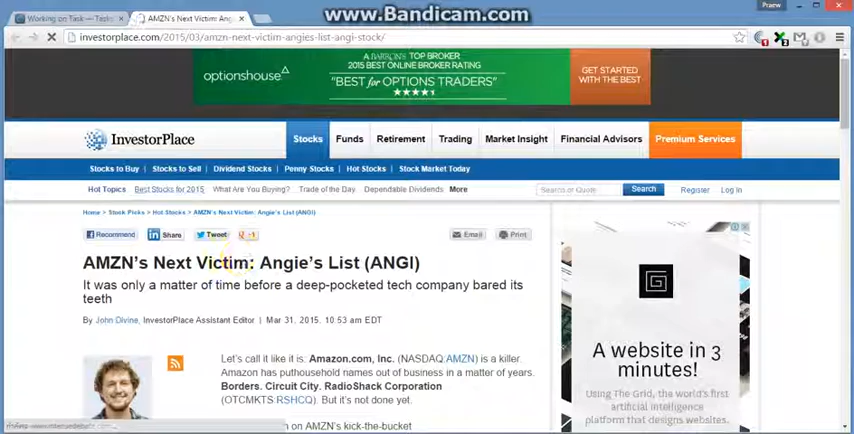 www.Bandicam.com
Praew
Working on Task —
AMZN's Next Victim: Angie
investorplace.com/2015/03/amzn-next-victim-angies-list-angi-stock/
optionshouse
A BARRON'S TOP BROKER
2015 BEST ONLINE BROKER RATING
"BEST for OPTIONS TRADERS"
GET STARTED
WITH THE BEST
InvestorPlace
Stocks Funds Retirement Trading Market Insight Financial Advisors Premium Services
Stocks to Buy Stocks to Sell Dividend Stocks Penny Stocks Hot Stocks Stock Market Today
Hot Topics Best Stocks for 2015 What Are You Buying? Trade of the Day Dependable Dividends More
Search or Quote Search Register Log In
Home > Stock Picks > Hot Stocks > AMZN's Next Victim: Angie's List (ANGI)
Recommend Share Tweet +1 Email Print
AMZN's Next Victim: Angie's List (ANGI)
It was only a matter of time before a deep-pocketed tech company bared its
teeth
By John Divine, InvestorPlace Assistant Editor | Mar 31, 2015, 10:53 am EDT
Let's call it like it is: Amazon.com, Inc. (NASDAQ:AMZN) is a killer.
Amazon has puthousehold names out of business in a matter of years.
Borders. Circuit City. RadioShack Corporation
(OTCMKTS:RSHCQ). But it's not done yet.
on AMZN's kick-the-bucket
A website in 3
minutes!
Using The Grid, the world's first
artificial intelligence
platform that designs websites.